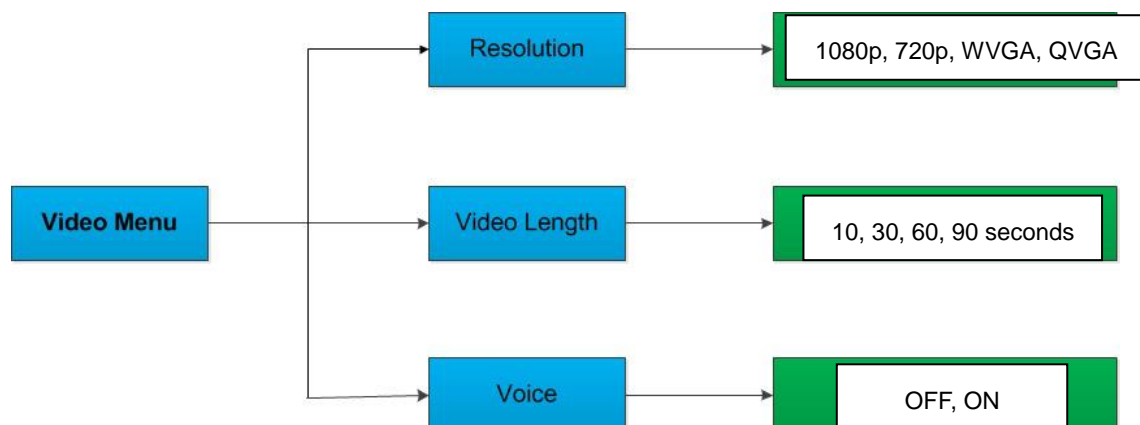 Resolution
1080p, 720p, WVGA, QVGA
Video Menu
Video Length
10, 30, 60, 90 seconds
Voice
OFF, ON